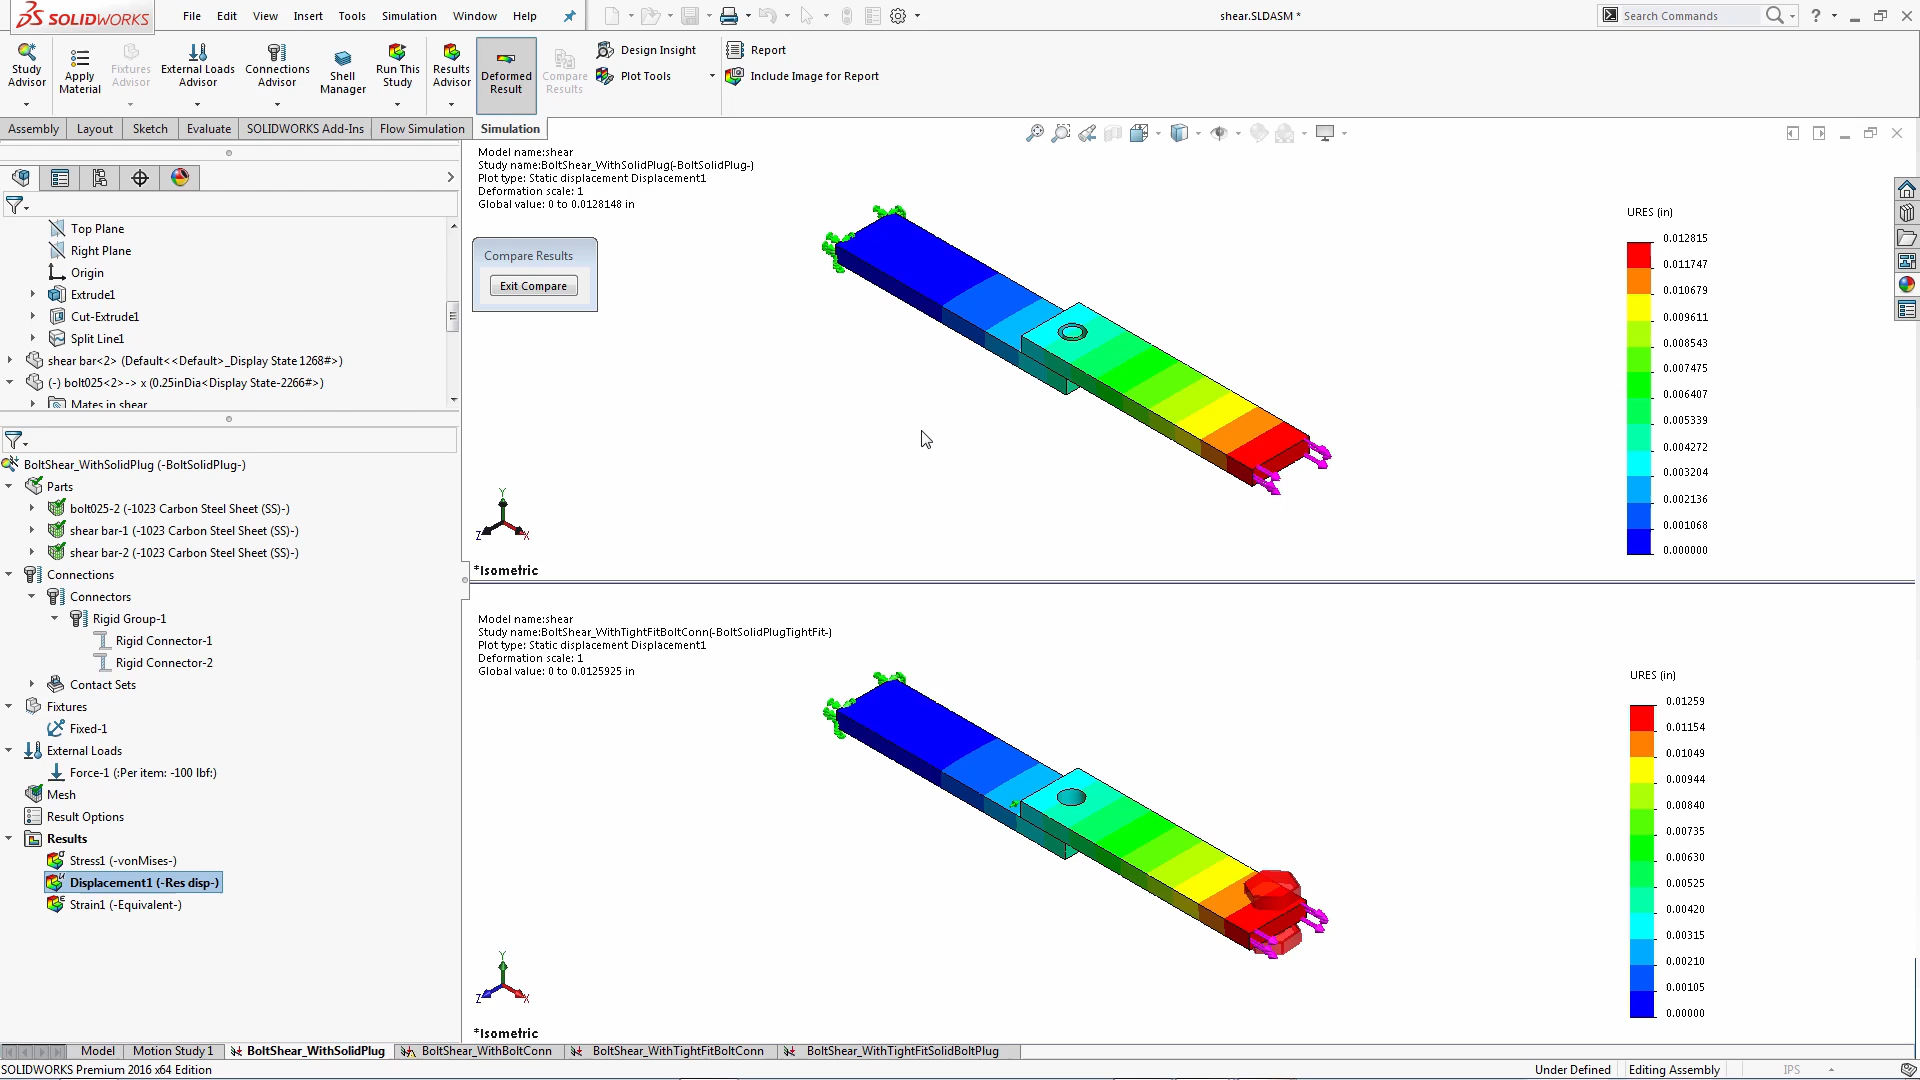 SOLIDWORKS
File Edit View Insert Tools Simulation Window Help
shear.SLDASM *
Search Commands
Study Advisor
Apply Material
Fixtures Advisor
External Loads Advisor
Connections Advisor
Shell Manager
Run This Study
Results Advisor
Deformed Result
Compare Results
Design Insight
Plot Tools
Report
Include Image for Report
Assembly Layout Sketch Evaluate SOLIDWORKS Add-Ins Flow Simulation Simulation
Top Plane
Right Plane
Origin
Extrude1
Cut-Extrude1
Split Line1
shear bar<2> (Default<<Default>_Display State 1268#>)
(-) bolt025<2>-> x (0.25inDia<Display State-2266#>)
Mates in shear
BoltShear_WithSolidPlug (-BoltSolidPlug-)
Parts
bolt025-2 (-1023 Carbon Steel Sheet (SS)-)
shear bar-1 (-1023 Carbon Steel Sheet (SS)-)
shear bar-2 (-1023 Carbon Steel Sheet (SS)-)
Connections
Connectors
Rigid Group-1
Rigid Connector-1
Rigid Connector-2
Contact Sets
Fixtures
Fixed-1
External Loads
Force-1 (:Per item: -100 lbf:)
Mesh
Result Options
Results
Stress1 (-vonMises-)
Displacement1 (-Res disp-)
Strain1 (-Equivalent-)
Model name:shear
Study name:BoltShear_WithSolidPlug(-BoltSolidPlug-)
Plot type: Static displacement Displacement1
Deformation scale: 1
Global value: 0 to 0.0128148 in
Compare Results
Exit Compare
URES (in)
0.012815
0.011747
0.010679
0.009611
0.008543
0.007475
0.006407
0.005339
0.004272
0.003204
0.002136
0.001068
0.000000
Y
Z X
*Isometric
Model name:shear
Study name:BoltShear_WithTightFitBoltConn(-BoltSolidPlugTightFit-)
Plot type: Static displacement Displacement1
Deformation scale: 1
Global value: 0 to 0.0125925 in
URES (in)
0.01259
0.01154
0.01049
0.00944
0.00840
0.00735
0.00630
0.00525
0.00420
0.00315
0.00210
0.00105
0.00000
Y
Z X
*Isometric
Model Motion Study 1 BoltShear_WithSolidPlug BoltShear_WithBoltConn BoltShear_WithTightFitBoltConn BoltShear_WithTightFitSolidBoltPlug
SOLIDWORKS Premium 2016 x64 Edition Under Defined Editing Assembly IPS